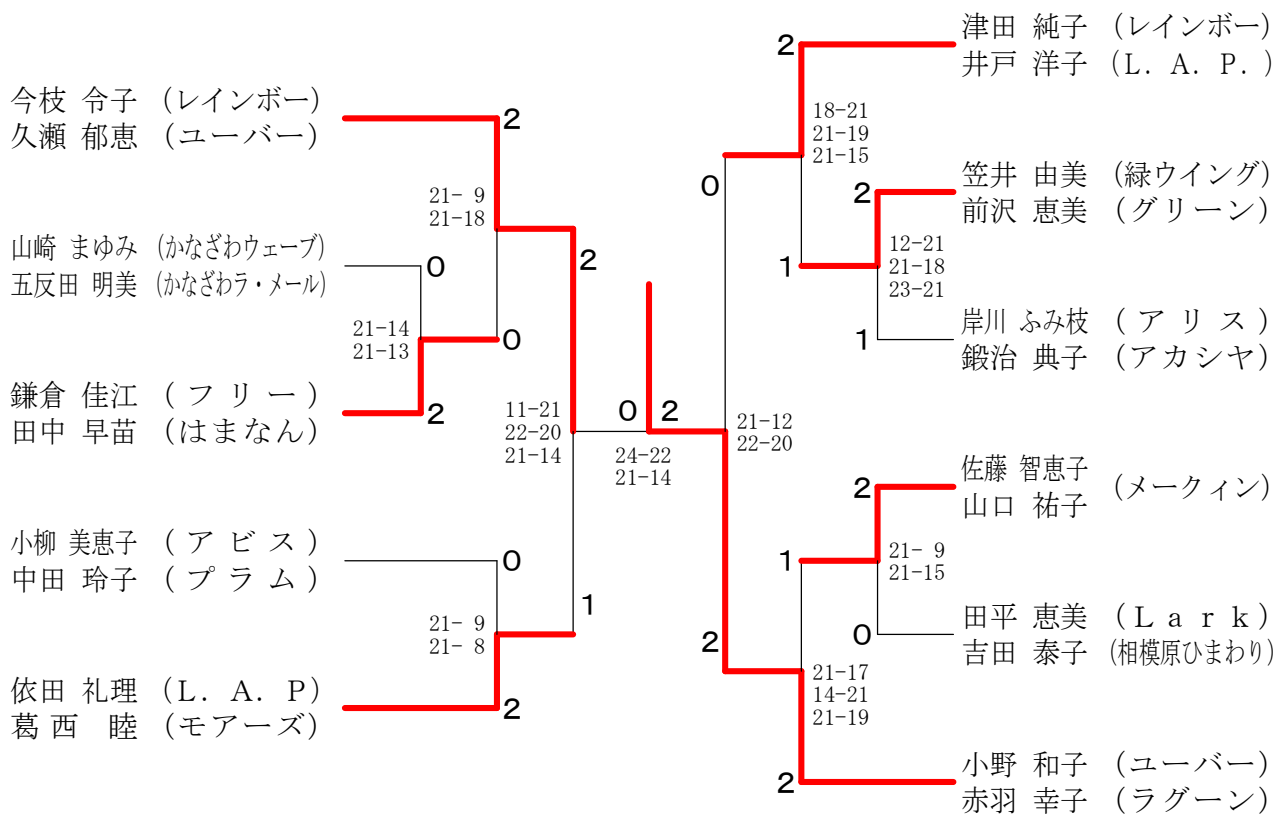 今枝 令子 (レインボー)
久瀬 郁恵 (ユーバー)
2
21- 9
21-18
山崎 まゆみ (かなざわウェーブ)
五反田 明美 (かなざわラ・メール)
0
21-14
21-13
0
鎌倉 佳江 (フリー)
田中 早苗 (はまなん)
2
2
11-21
22-20
21-14
小柳 美恵子 (アビス)
中田 玲子 (プラム)
0
21- 9
21- 8
1
依田 礼理 (L. A. P)
葛西 睦 (モアーズ)
2
0 2
24-22
21-14
津田 純子 (レインボー)
井戸 洋子 (L. A. P.)
2
18-21
21-19
21-15
0
笠井 由美 (緑ウイング)
前沢 恵美 (グリーン)
2
12-21
21-18
23-21
1
岸川 ふみ枝 (アリス)
鍛治 典子 (アカシヤ)
1
21-12
22-20
佐藤 智恵子
山口 祐子 (メークィン)
2
21- 9
21-15
1
田平 恵美 (Lark)
吉田 泰子 (相模原ひまわり)
0
2
21-17
14-21
21-19
小野 和子 (ユーバー)
赤羽 幸子 (ラグーン)
2